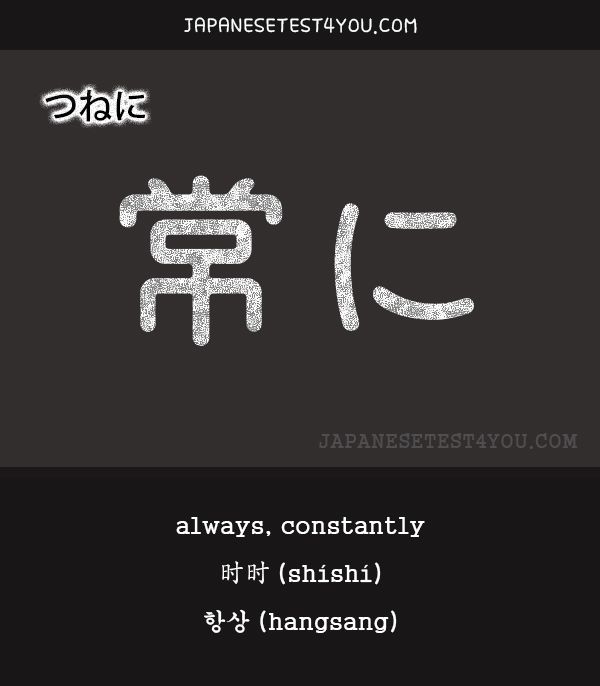 JAPANESETEST4YOU.COM
つねに
常に
JAPANESETEST4YOU.COM
always, constantly
时时 (shíshí)
항상 (hangsang)